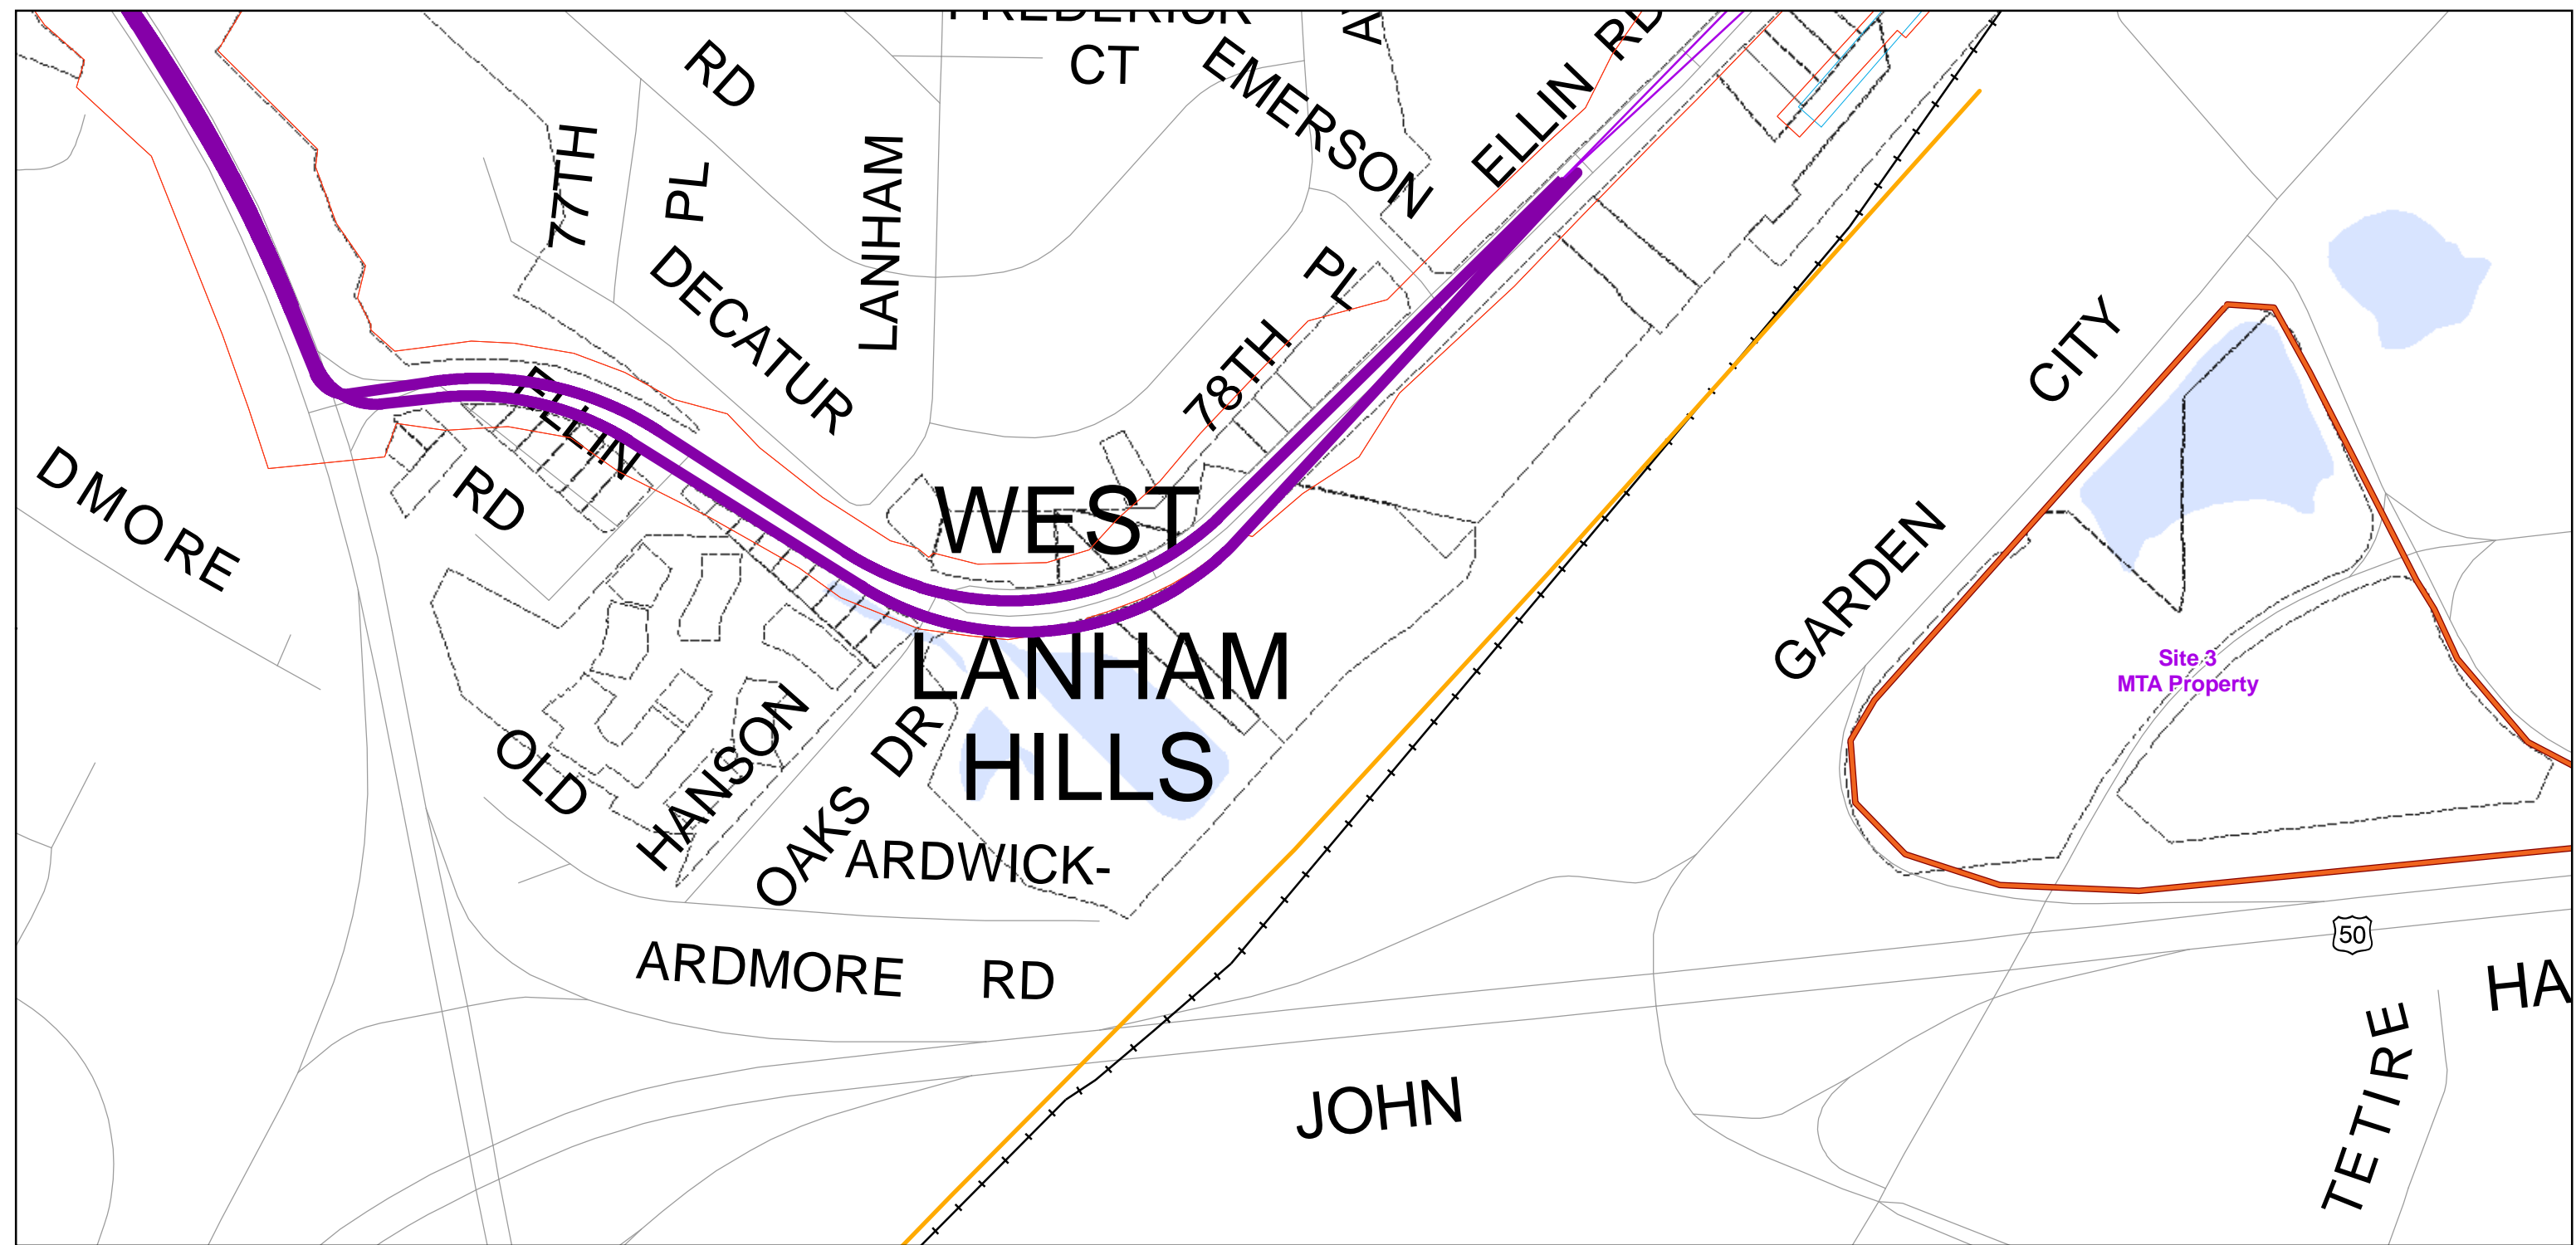 FREDERICK
CT
RD
EMERSON
ELLIN RD
77TH
PL
LANHAM
DECATUR
78TH PL
ELLIN
RD
DMORE
WEST
LANHAM
HILLS
GARDEN CITY
Site 3
MTA Property
OLD
HANSON
OAKS DR
ARDWICK-
ARDMORE RD
50
JOHN
HA
TETIRE